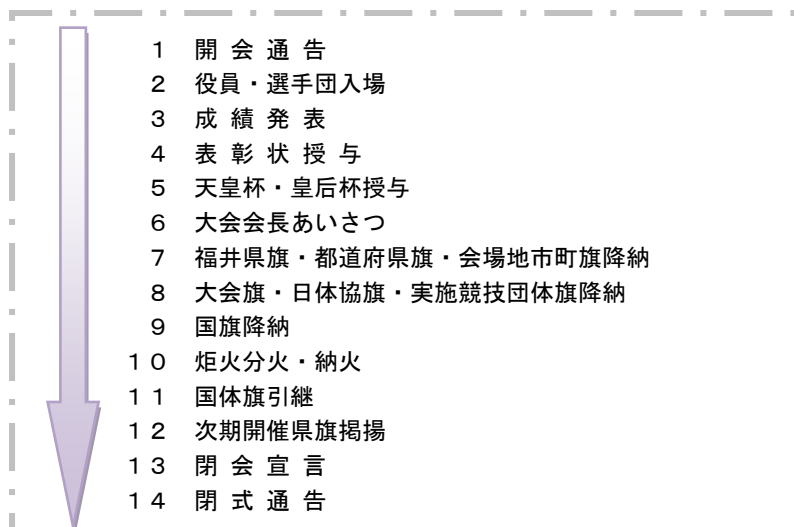 １ 開 会 通 告
２ 役員・選手団入場
３ 成 績 発 表
４ 表 彰 状 授 与
５ 天皇杯・皇后杯授与
６ 大会会長あいさつ
７ 福井県旗・都道府県旗・会場地市町旗降納
８ 大会旗・日体協旗・実施競技団体旗降納
９ 国旗降納
１０ 炬火分火・納火
１１ 国体旗引継
１２ 次期開催県旗掲揚
１３ 閉 会 宣 言
１４ 閉 式 通 告